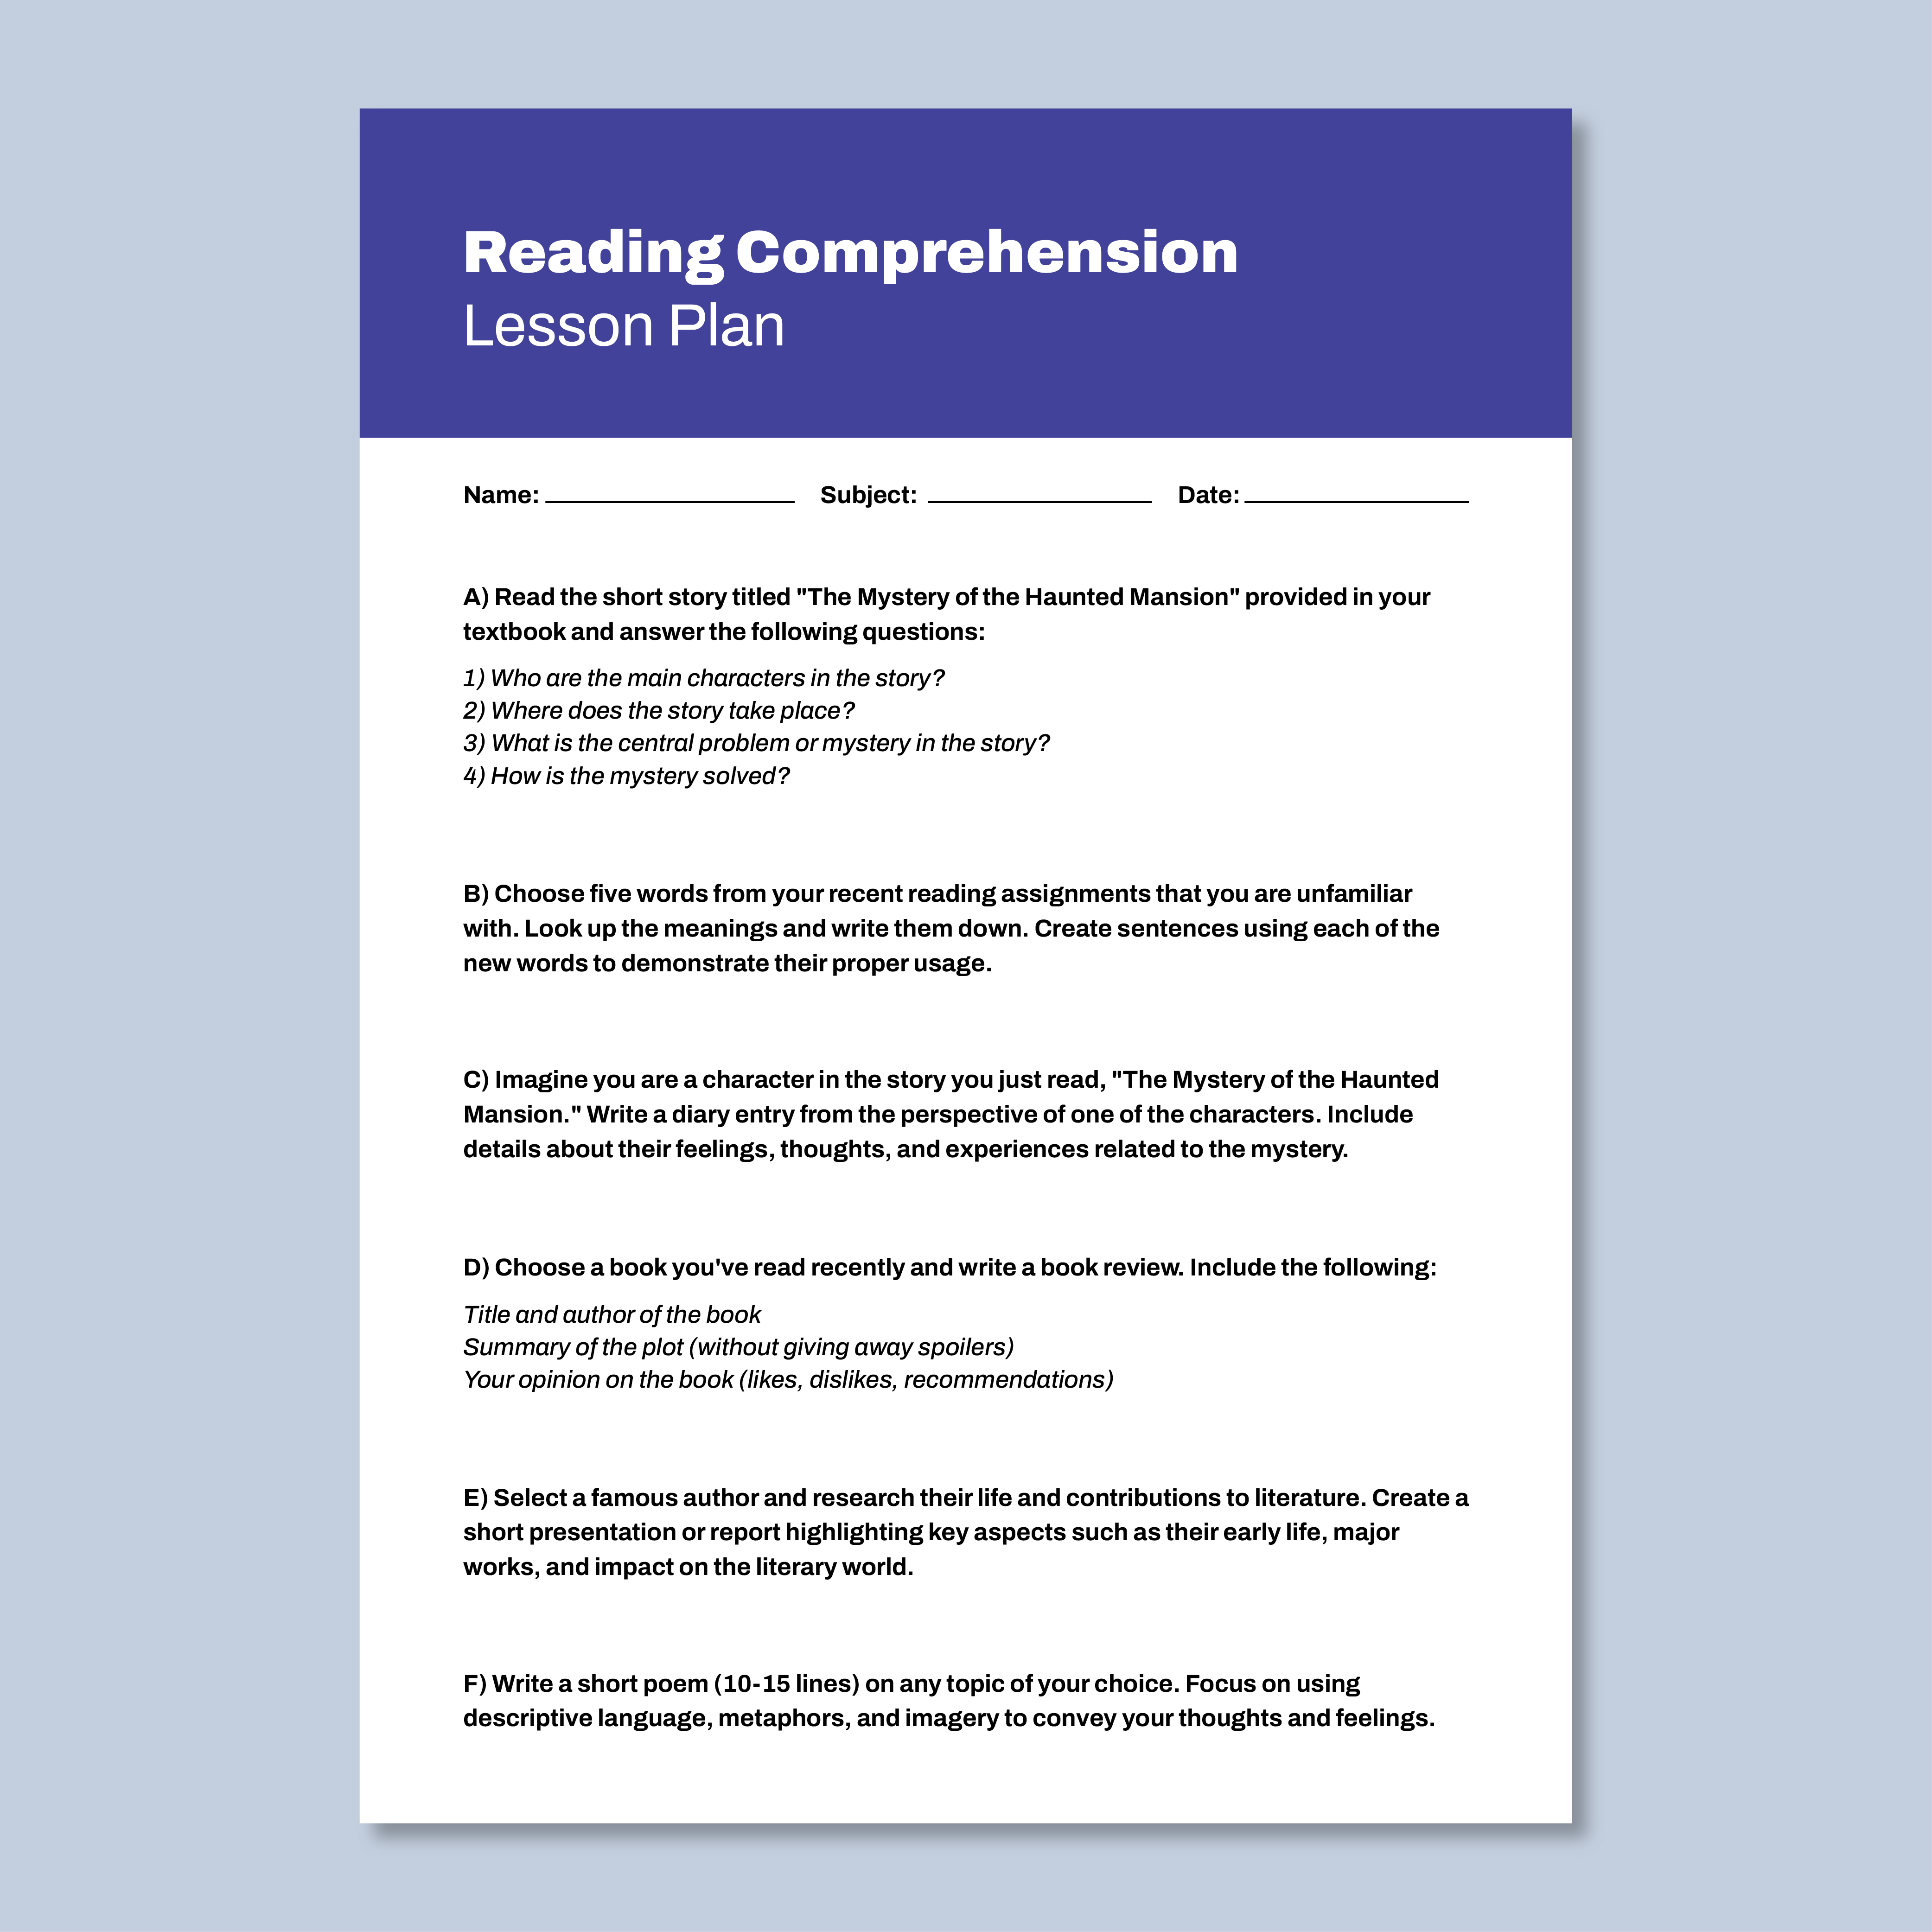 Reading Comprehension
Lesson Plan
Name: Subject: Date:
A) Read the short story titled "The Mystery of the Haunted Mansion" provided in your
textbook and answer the following questions:
1) Who are the main characters in the story?
2) Where does the story take place?
3) What is the central problem or mystery in the story?
4) How is the mystery solved?
B) Choose five words from your recent reading assignments that you are unfamiliar
with. Look up the meanings and write them down. Create sentences using each of the
new words to demonstrate their proper usage.
C) Imagine you are a character in the story you just read, "The Mystery of the Haunted
Mansion." Write a diary entry from the perspective of one of the characters. Include
details about their feelings, thoughts, and experiences related to the mystery.
D) Choose a book you've read recently and write a book review. Include the following:
Title and author of the book
Summary of the plot (without giving away spoilers)
Your opinion on the book (likes, dislikes, recommendations)
E) Select a famous author and research their life and contributions to literature. Create a
short presentation or report highlighting key aspects such as their early life, major
works, and impact on the literary world.
F) Write a short poem (10-15 lines) on any topic of your choice. Focus on using
descriptive language, metaphors, and imagery to convey your thoughts and feelings.